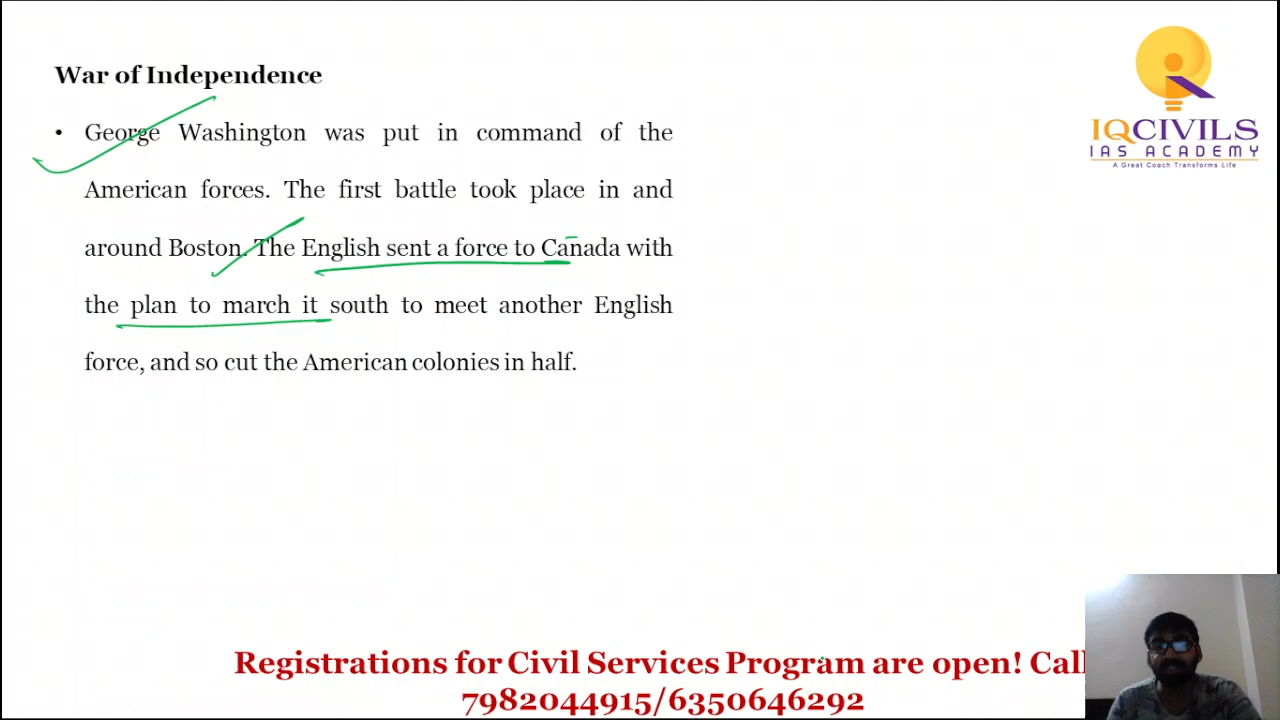 War of Independence
• George Washington was put in command of the
American forces. The first battle took place in and
around Boston. The English sent a force to Canada with
the plan to march it south to meet another English
force, and so cut the American colonies in half.
IQCIVILS
IAS ACADEMY
A Great Coach Transforms Life
Registrations for Civil Services Program are open! Call
7982044915/6350646292